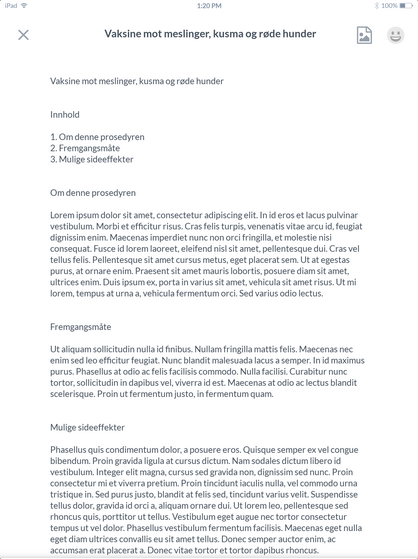 iPad
1:20 PM
100%
Vaksine mot meslinger, kusma og røde hunder
Vaksine mot meslinger, kusma og røde hunder
Innhold
1. Om denne prosedyren
2. Fremgangsmåte
3. Mulige sideeffekter
Om denne prosedyren
Lorem ipsum dolor sit amet, consectetur adipiscing elit. In id eros et lacus pulvinar
vestibulum. Morbi et efficitur risus. Cras felis turpis, venenatis vitae arcu id, feugiat
dignissim enim. Maecenas imperdiet nunc non orci fringilla, et molestie nisi
consequat. Fusce id lorem laoreet, eleifend nisl sit amet, pellentesque dui. Cras vel
tellus felis. Pellentesque sit amet cursus metus, eget placerat sem. Ut at egestas
purus, at ornare enim. Praesent sit amet mauris lobortis, posuere diam sit amet,
ultrices enim. Duis ipsum ex, porta in varius sit amet, vehicula sit amet risus. Ut mi
lorem, tempus at urna a, vehicula fermentum orci. Sed varius odio lectus.
Fremgangsmåte
Ut aliquam sollicitudin nulla id finibus. Nullam fringilla mattis felis. Maecenas nec
enim sed leo efficitur feugiat. Nunc blandit malesuada lacus a semper. In id maximus
purus. Phasellus at odio ac felis facilisis commodo. Nulla facilisi. Curabitur nunc
tortor, sollicitudin in dapibus vel, viverra id est. Maecenas at odio ac lectus blandit
scelerisque. Proin ut fermentum justo, in fermentum quam.
Mulige sideeffekter
Phasellus quis condimentum dolor, a posuere eros. Quisque semper ex vel congue
bibendum. Proin gravida ligula at cursus dictum. Nam sodales dictum libero id
vestibulum. Integer elit magna, cursus sed gravida non, dignissim sed nunc. Proin
consectetur mi et viverra pretium. Proin tincidunt iaculis nulla, vel commodo urna
tristique in. Sed purus justo, blandit at felis sed, tincidunt varius velit. Suspendisse
tellus dolor, gravida id orci a, aliquam ornare dui. Ut lorem leo, pellentesque sed
rhoncus quis, porttitor ut tellus. Vestibulum eget augue nec tortor consectetur
tempus ut vel dolor. Phasellus vestibulum fermentum facilisis. Maecenas eget nulla
eget diam ultrices convallis eu sit amet tellus. Donec semper auctor enim, ac
accumsan erat placerat a. Donec vitae tortor et tortor dapibus rhoncus.